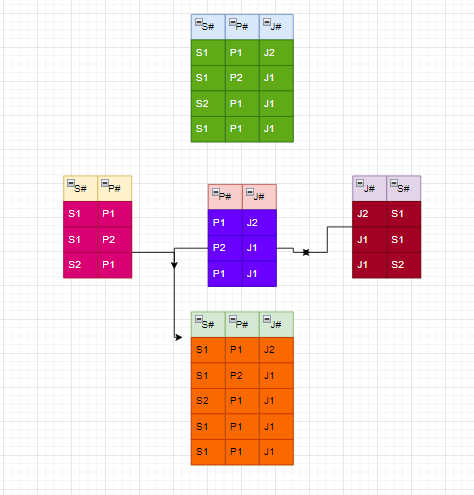 S# P# J#
S1 P1 J2
S1 P2 J1
S2 P1 J1
S1 P1 J1
S# P#
S1 P1
S1 P2
S2 P1
P# J#
P1 J2
P2 J1
P1 J1
J# S#
J2 S1
J1 S1
J1 S2
S# P# J#
S1 P1 J2
S1 P2 J1
S2 P1 J1
S1 P1 J1
S1 P1 J1